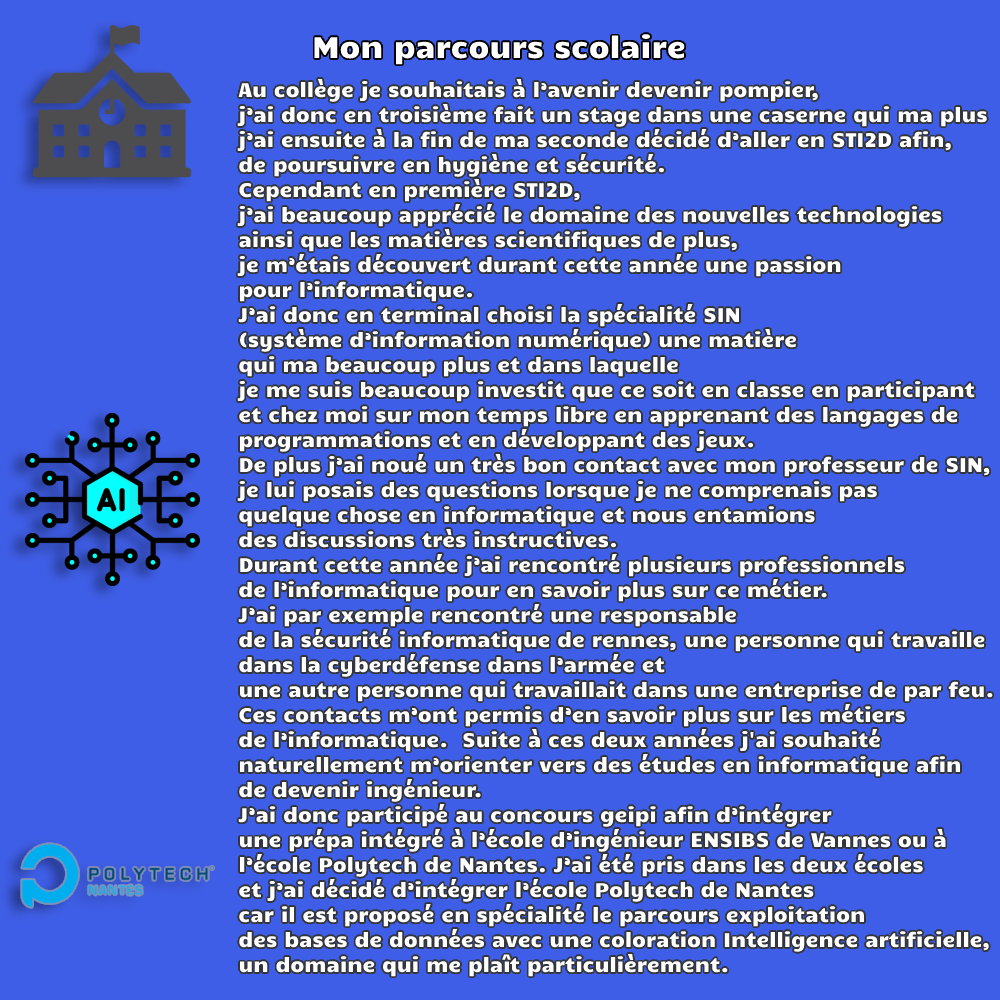 Mon parcours scolaire
Au collège je souhaitais à l'avenir devenir pompier,
j'ai donc en troisième fait un stage dans une caserne qui ma plus
j'ai ensuite à la fin de ma seconde décidé d'aller en STI2D afin,
de poursuivre en hygiène et sécurité.
Cependant en première STI2D,
j'ai beaucoup apprécié le domaine des nouvelles technologies
ainsi que les matières scientifiques de plus,
je m'étais découvert durant cette année une passion
pour l'informatique.
J'ai donc en terminal choisi la spécialité SIN
(système d'information numérique) une matière
qui ma beaucoup plus et dans laquelle
je me suis beaucoup investit que ce soit en classe en participant
et chez moi sur mon temps libre en apprenant des langages de
programmations et en développant des jeux.
De plus j'ai noué un très bon contact avec mon professeur de SIN,
je lui posais des questions lorsque je ne comprenais pas
quelque chose en informatique et nous entamions
des discussions très instructives.
Durant cette année j'ai rencontré plusieurs professionnels
de l'informatique pour en savoir plus sur ce métier.
J'ai par exemple rencontré une responsable
de la sécurité informatique de rennes, une personne qui travaille
dans la cyberdéfense dans l'armée et
une autre personne qui travaillait dans une entreprise de par feu.
Ces contacts m'ont permis d'en savoir plus sur les métiers
de l'informatique.  Suite à ces deux années j'ai souhaité
naturellement m'orienter vers des études en informatique afin
de devenir ingénieur.
J'ai donc participé au concours geipi afin d'intégrer
une prépa intégré à l'école d'ingénieur ENSIBS de Vannes ou à
l'école Polytech de Nantes. J'ai été pris dans les deux écoles
et j'ai décidé d'intégrer l'école Polytech de Nantes
car il est proposé en spécialité le parcours exploitation
des bases de données avec une coloration Intelligence artificielle,
un domaine qui me plaît particulièrement.
AI
POLYTECH
NANTES